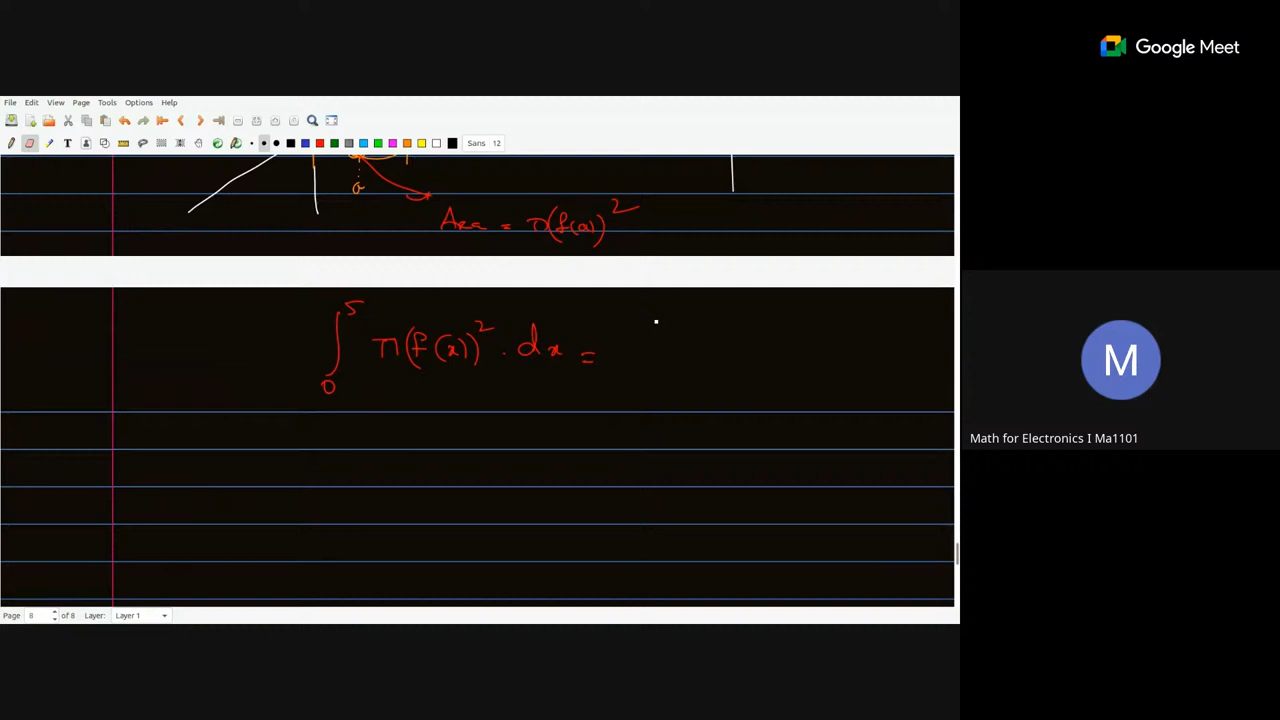 Google Meet
File Edit View Page Tools Options Help
Sans 12
a
Area = π(f(a))²
∫₀⁵ π(f(x))² · dx =
Math for Electronics I Ma1101
Page 8 of 8 Layer: Layer 1
M